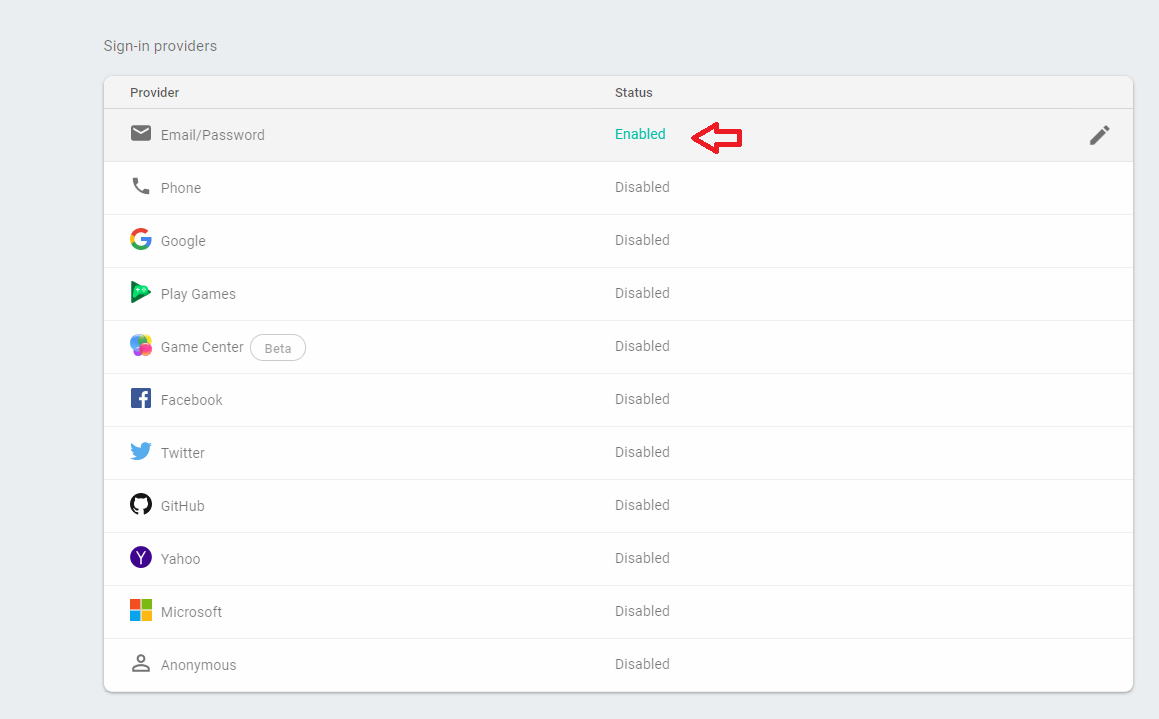 Sign-in providers
Provider Status
Email/Password Enabled
Phone Disabled
Google Disabled
Play Games Disabled
Game Center Beta Disabled
Facebook Disabled
Twitter Disabled
GitHub Disabled
Yahoo Disabled
Microsoft Disabled
Anonymous Disabled